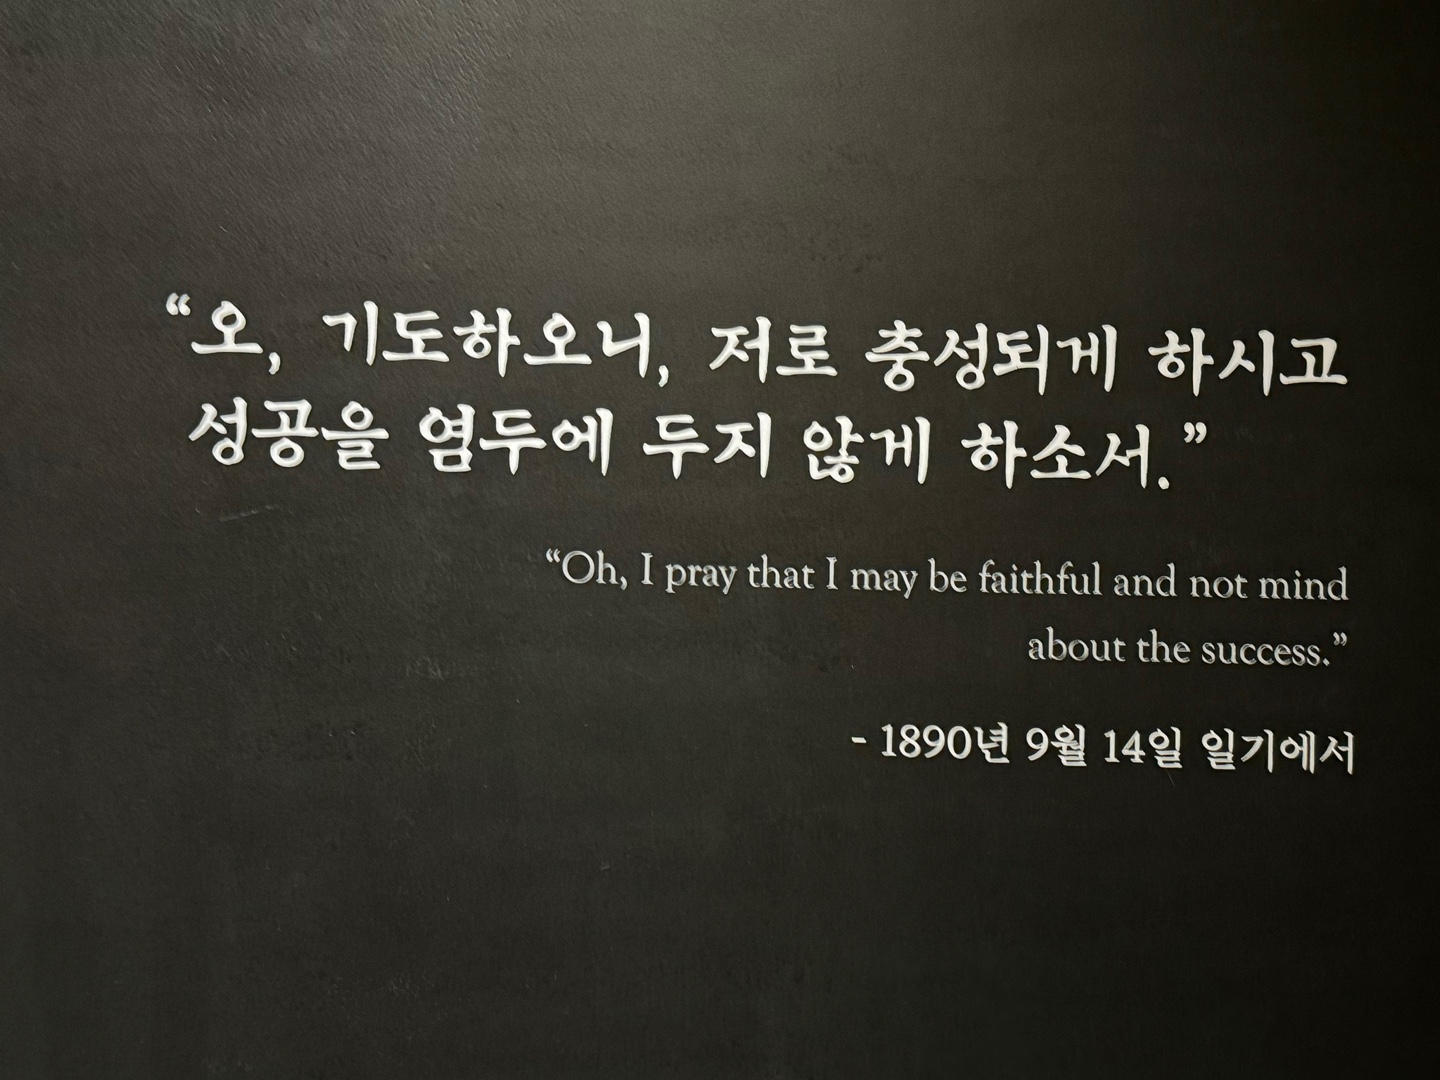 “오, 기도하오니, 저로 충성되게 하시고
성공을 염두에 두지 않게 하소서.”
“Oh, I pray that I may be faithful and not mind
about the success.”
- 1890년 9월 14일 일기에서